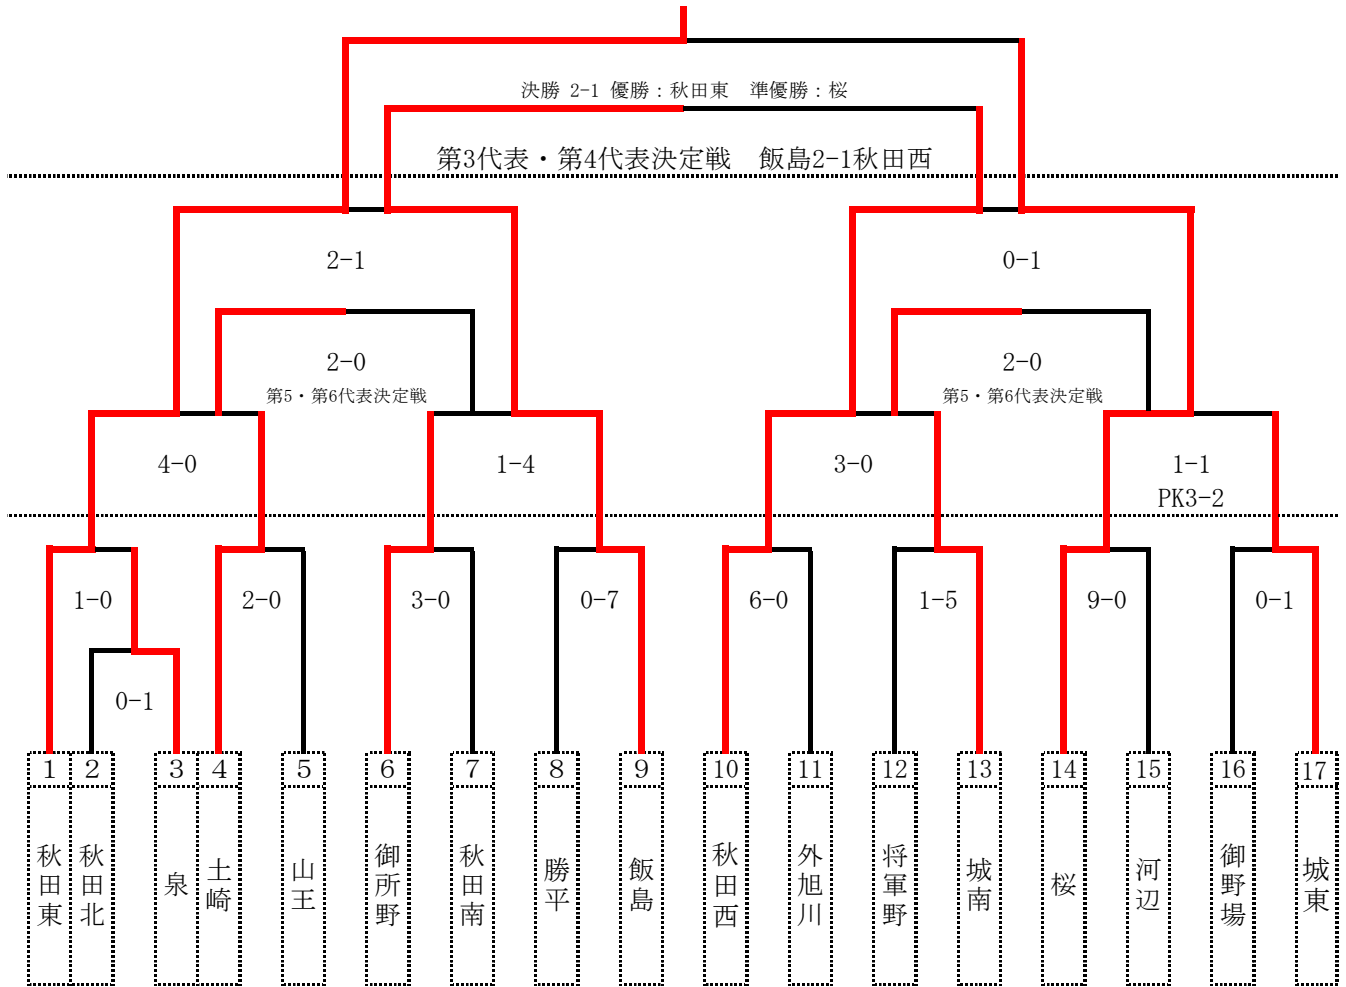 決勝 2-1 優勝：秋田東　準優勝：桜
第3代表・第4代表決定戦　飯島2-1秋田西
2-1
0-1
2-0
2-0
第5・第6代表決定戦
第5・第6代表決定戦
4-0
1-4
3-0
1-1
PK3-2
1-0
2-0
3-0
0-7
6-0
1-5
9-0
0-1
0-1
1 2 3 4 5 6 7 8 9 10 11 12 13 14 15 16 17
秋田東
秋田北
泉
土崎
山王
御所野
秋田南
勝平
飯島
秋田西
外旭川
将軍野
城南
桜
河辺
御野場
城東